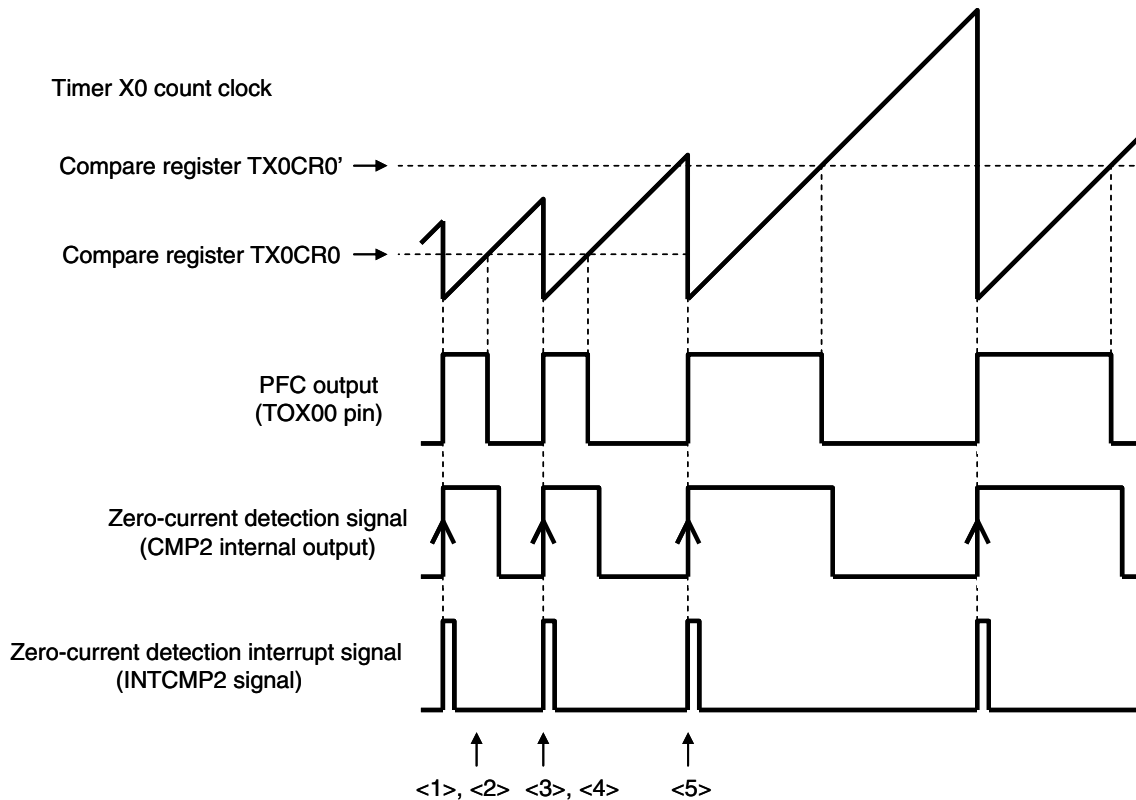 Timer X0 count clock
Compare register TX0CR0’
Compare register TX0CR0
PFC output
(TOX00 pin)
Zero-current detection signal
(CMP2 internal output)
Zero-current detection interrupt signal
(INTCMP2 signal)
<1>, <2> <3>, <4> <5>